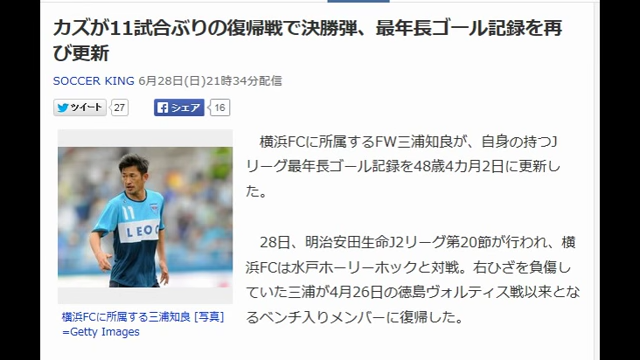 カズが11試合ぶりの復帰戦で決勝弾、最年長ゴール記録を再
び更新
SOCCER KING 6月28日(日)21時34分配信
ツイート 27 シェア 16
横浜FCに所属するFW三浦知良が、自身の持つJ
リーグ最年長ゴール記録を48歳4カ月2日に更新し
た。
28日、明治安田生命J2リーグ第20節が行われ、横
浜FCは水戸ホーリーホックと対戦。右ひざを負傷し
ていた三浦が4月26日の徳島ヴォルティス戦以来とな
るベンチ入りメンバーに復帰した。
11
LEOC
横浜FCに所属する三浦知良 [写真]
=Getty Images